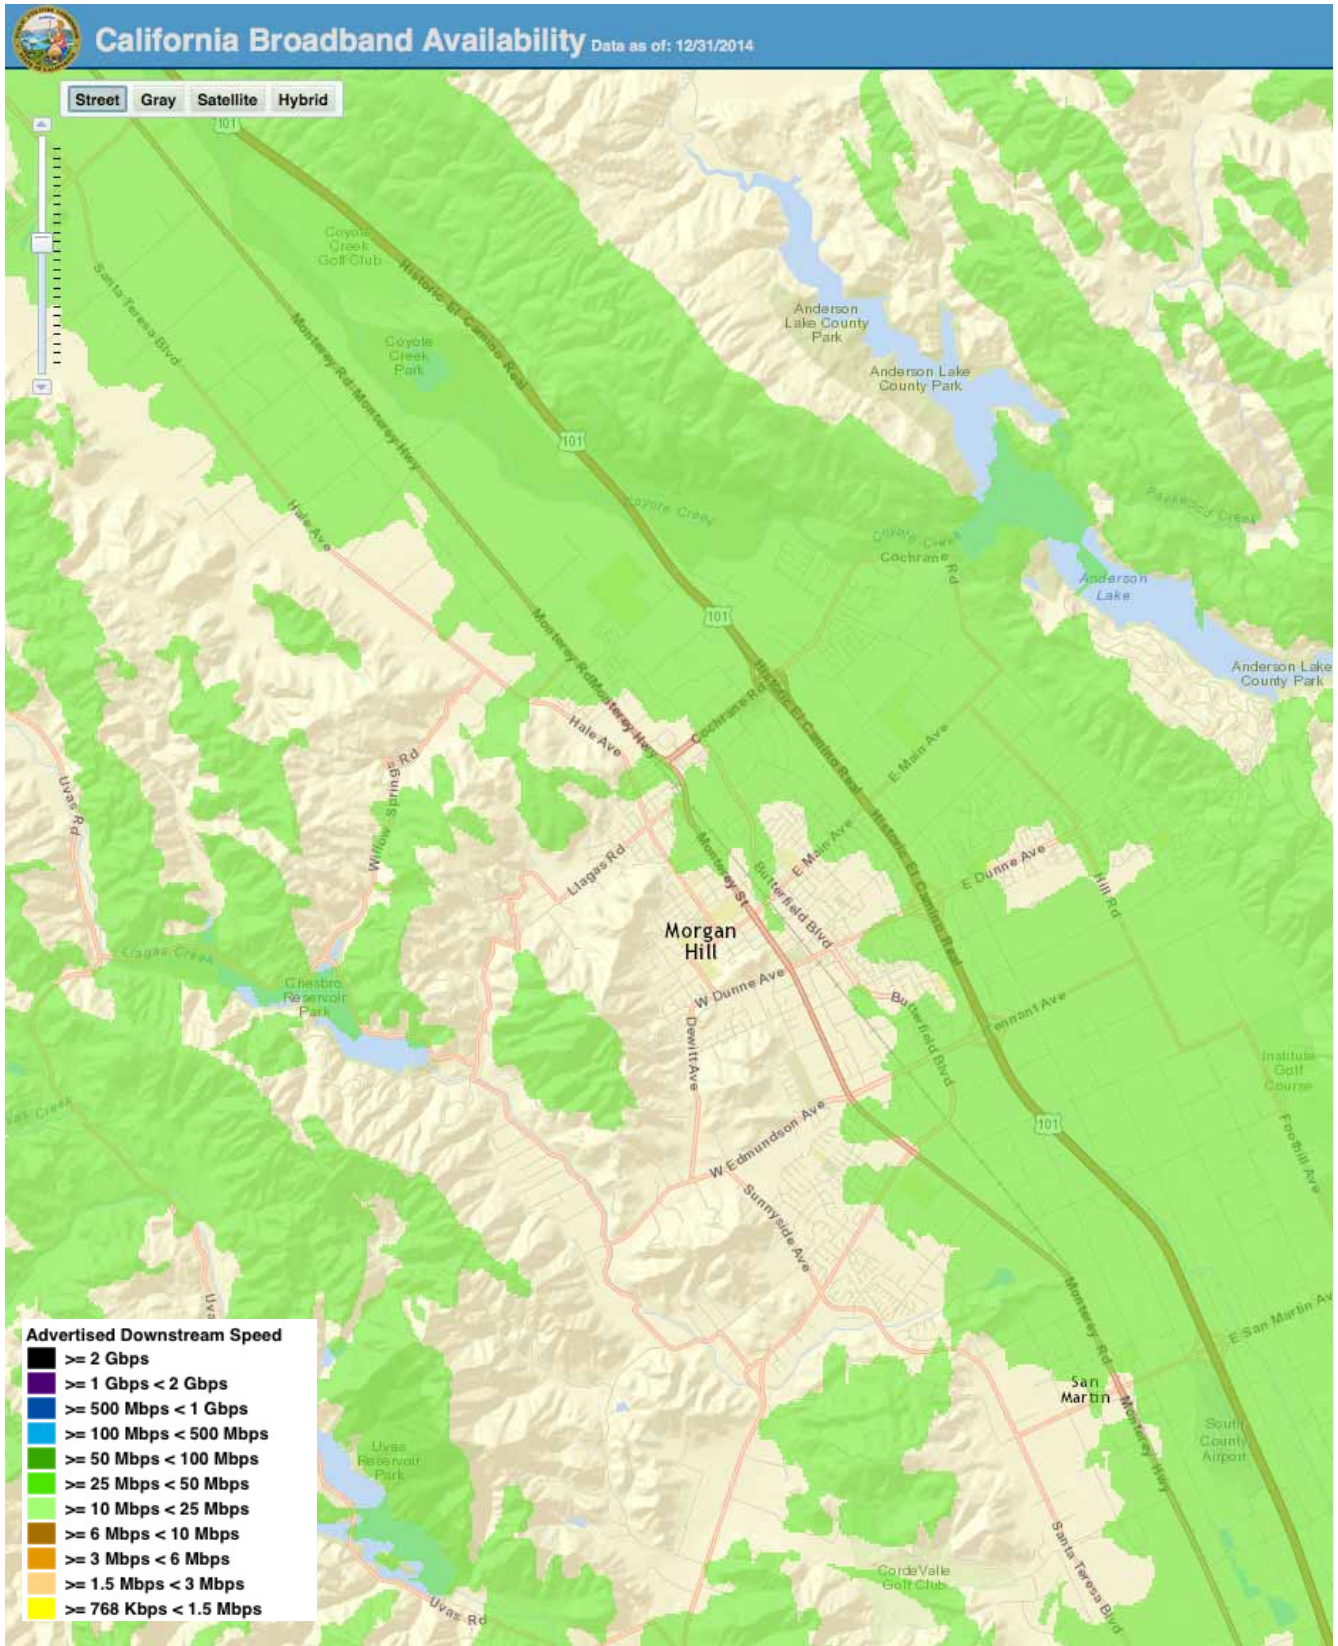 California Broadband Availability Data as of: 12/31/2014
Street Gray Satellite Hybrid
101
Coyote
Creek
Golf Club
Historic El Camino Real
Santa Teresa Blvd
Monterey Rd
Monterey Hwy
Coyote
Creek
Park
Anderson
Lake County
Park
Anderson Lake
County Park
101
Coyote Creek
Packwood Creek
Hale Ave
Coyote Creek
Cochrane Rd
Anderson
Lake
101
Monterey Rd
Monterey Hwy
Anderson Lake
County Park
Historic El Camino Real
Hale Ave
Cochrane Rd
E Main Ave
Uvas Rd
Willow Springs Rd
Llagas Rd
Monterey St
Butterfield Blvd
E Main Ave
Historic El Camino Real
E Dunne Ave
Hill Rd
Morgan
Hill
Llagas Creek
Chesbro
Reservoir
Park
W Dunne Ave
Dewitt Ave
Butterfield Blvd
Tennant Ave
Institute
Golf
Course
Foothill Ave
101
W Edmundson Ave
Sunnyside Ave
Monterey Rd
E San Martin Av
San
Martin
Monterey Hwy
South
County
Airport
Uvas
Reservoir
Park
Uvas Rd
CordeValle
Golf Club
Santa Teresa Blvd
Advertised Downstream Speed
>= 2 Gbps
>= 1 Gbps < 2 Gbps
>= 500 Mbps < 1 Gbps
>= 100 Mbps < 500 Mbps
>= 50 Mbps < 100 Mbps
>= 25 Mbps < 50 Mbps
>= 10 Mbps < 25 Mbps
>= 6 Mbps < 10 Mbps
>= 3 Mbps < 6 Mbps
>= 1.5 Mbps < 3 Mbps
>= 768 Kbps < 1.5 Mbps